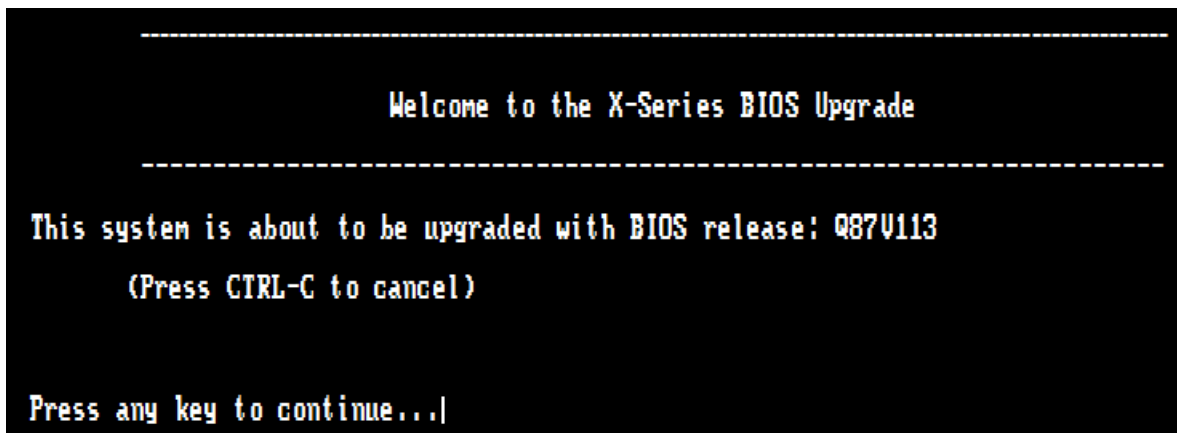 Welcome to the X-Series BIOS Upgrade
This system is about to be upgraded with BIOS release: Q87V113
(Press CTRL-C to cancel)
Press any key to continue...